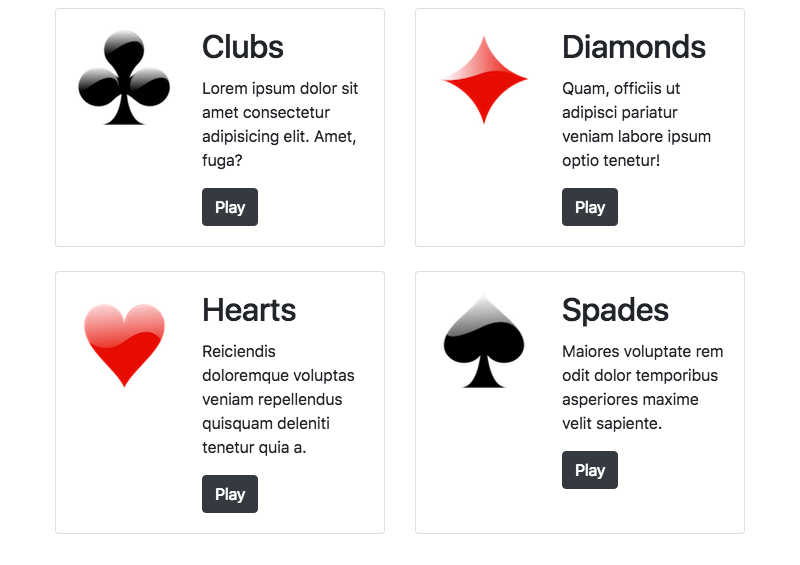 Clubs
Lorem ipsum dolor sit
amet consectetur
adipisicing elit. Amet,
fuga?
Play
Diamonds
Quam, officiis ut
adipisci pariatur
veniam labore ipsum
optio tenetur!
Play
Hearts
Reiciendis
doloremque voluptas
veniam repellendus
quisquam deleniti
tenetur quia a.
Play
Spades
Maiores voluptate rem
odit dolor temporibus
asperiores maxime
velit sapiente.
Play